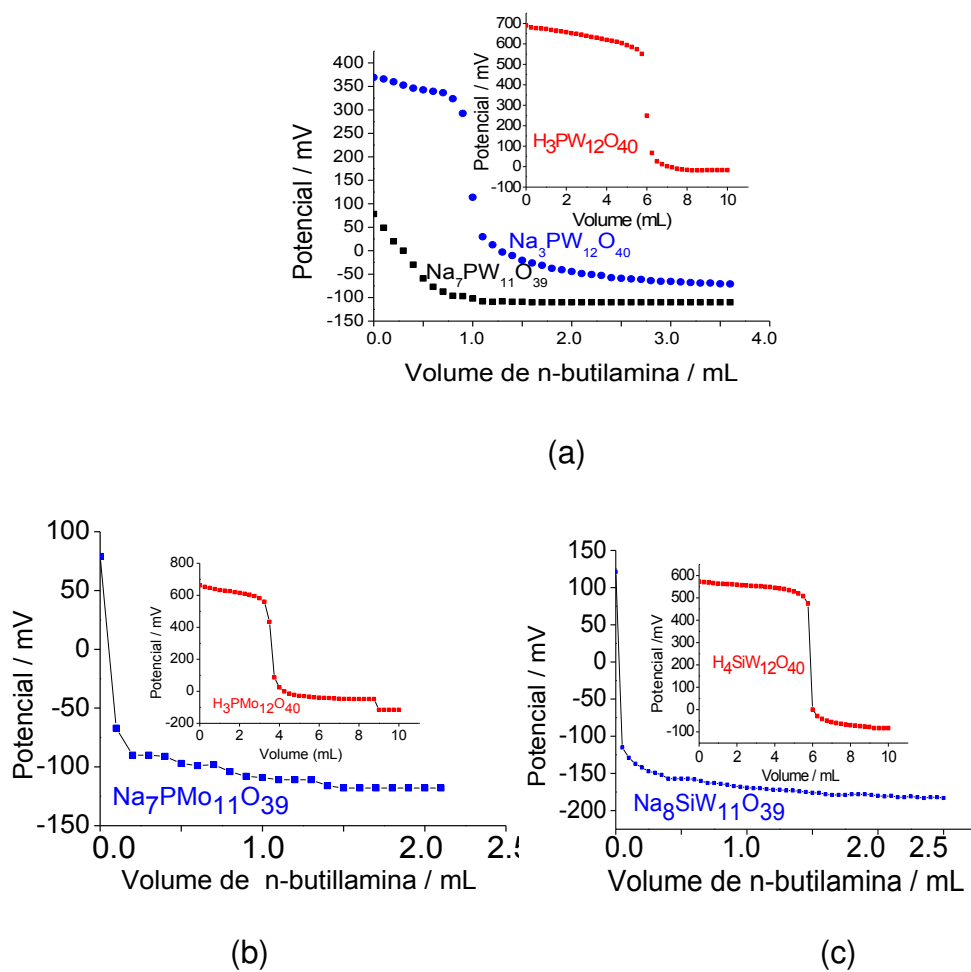 700
600
500
400
300
200
100
0
-100
Potencial / mV
H3PW12O40
0 2 4 6 8 10
Volume (mL)
400
350
300
250
200
150
100
50
0
-50
-100
-150
Potencial / mV
Na3PW12O40
Na7PW11O39
0.0 1.0 2.0 3.0 4.0
Volume de n-butilamina / mL
(a)
100
50
0
-50
-100
-150
Potencial / mV
800
600
400
200
0
-200
Potencial / mV
H3PMo12O40
0 2 4 6 8 10
Volume (mL)
Na7PMo11O39
0.0 1.0 2.0 2.5
Volume de n-butillamina / mL
(b)
150
100
50
0
-50
-100
-150
-200
Potencial / mV
600
500
400
300
200
100
0
-100
Potencial /mV
H4SiW12O40
0 2 4 6 8 10
Volume / mL
Na8SiW11O39
0.0 1.0 2.0 2.5
Volume de n-butilamina / mL
(c)